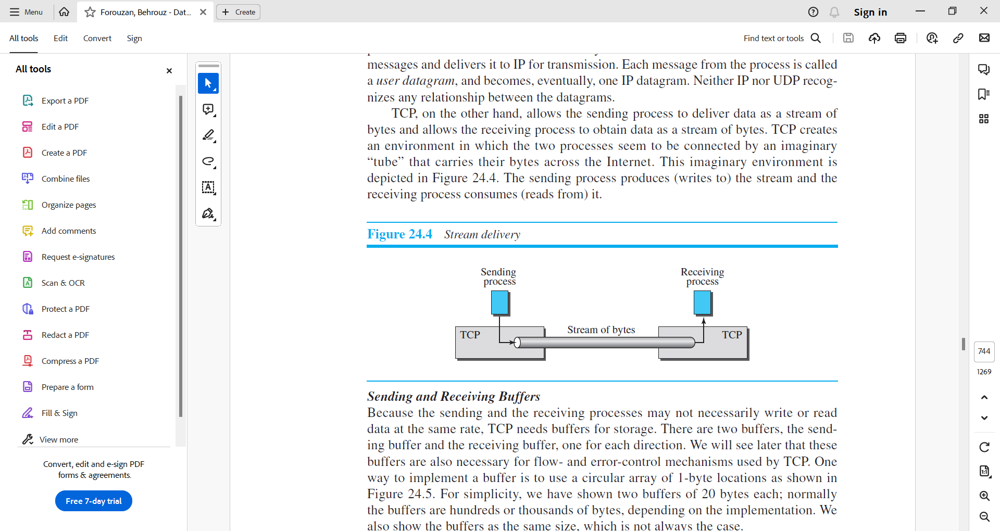 Menu
Forouzan, Behrouz - Dat...
Create
Sign in
All tools
Edit
Convert
Sign
Find text or tools
All tools
Export a PDF
Edit a PDF
Create a PDF
Combine files
Organize pages
Add comments
Request e-signatures
Scan & OCR
Protect a PDF
Redact a PDF
Compress a PDF
Prepare a form
Fill & Sign
View more
Convert, edit and e-sign PDF
forms & agreements.
Free 7-day trial
messages and delivers it to IP for transmission. Each message from the process is called
a user datagram, and becomes, eventually, one IP datagram. Neither IP nor UDP recog-
nizes any relationship between the datagrams.
TCP, on the other hand, allows the sending process to deliver data as a stream of
bytes and allows the receiving process to obtain data as a stream of bytes. TCP creates
an environment in which the two processes seem to be connected by an imaginary
“tube” that carries their bytes across the Internet. This imaginary environment is
depicted in Figure 24.4. The sending process produces (writes to) the stream and the
receiving process consumes (reads from) it.
Figure 24.4 Stream delivery
Sending
process
Receiving
process
TCP
Stream of bytes
TCP
Sending and Receiving Buffers
Because the sending and the receiving processes may not necessarily write or read
data at the same rate, TCP needs buffers for storage. There are two buffers, the send-
ing buffer and the receiving buffer, one for each direction. We will see later that these
buffers are also necessary for flow- and error-control mechanisms used by TCP. One
way to implement a buffer is to use a circular array of 1-byte locations as shown in
Figure 24.5. For simplicity, we have shown two buffers of 20 bytes each; normally
the buffers are hundreds or thousands of bytes, depending on the implementation. We
also show the buffers as the same size, which is not always the case.
744
1269